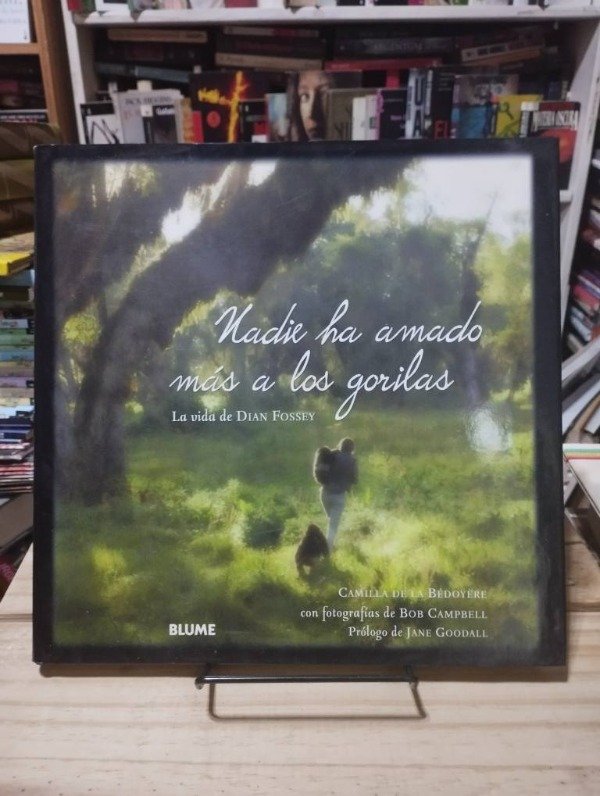 Nadie ha amado
más a los gorilas
La vida de DIAN FOSSEY
CAMILLA DE LA BÉDOYÈRE
con fotografías de BOB CAMPBELL
Prólogo de JANE GOODALL
BLUME